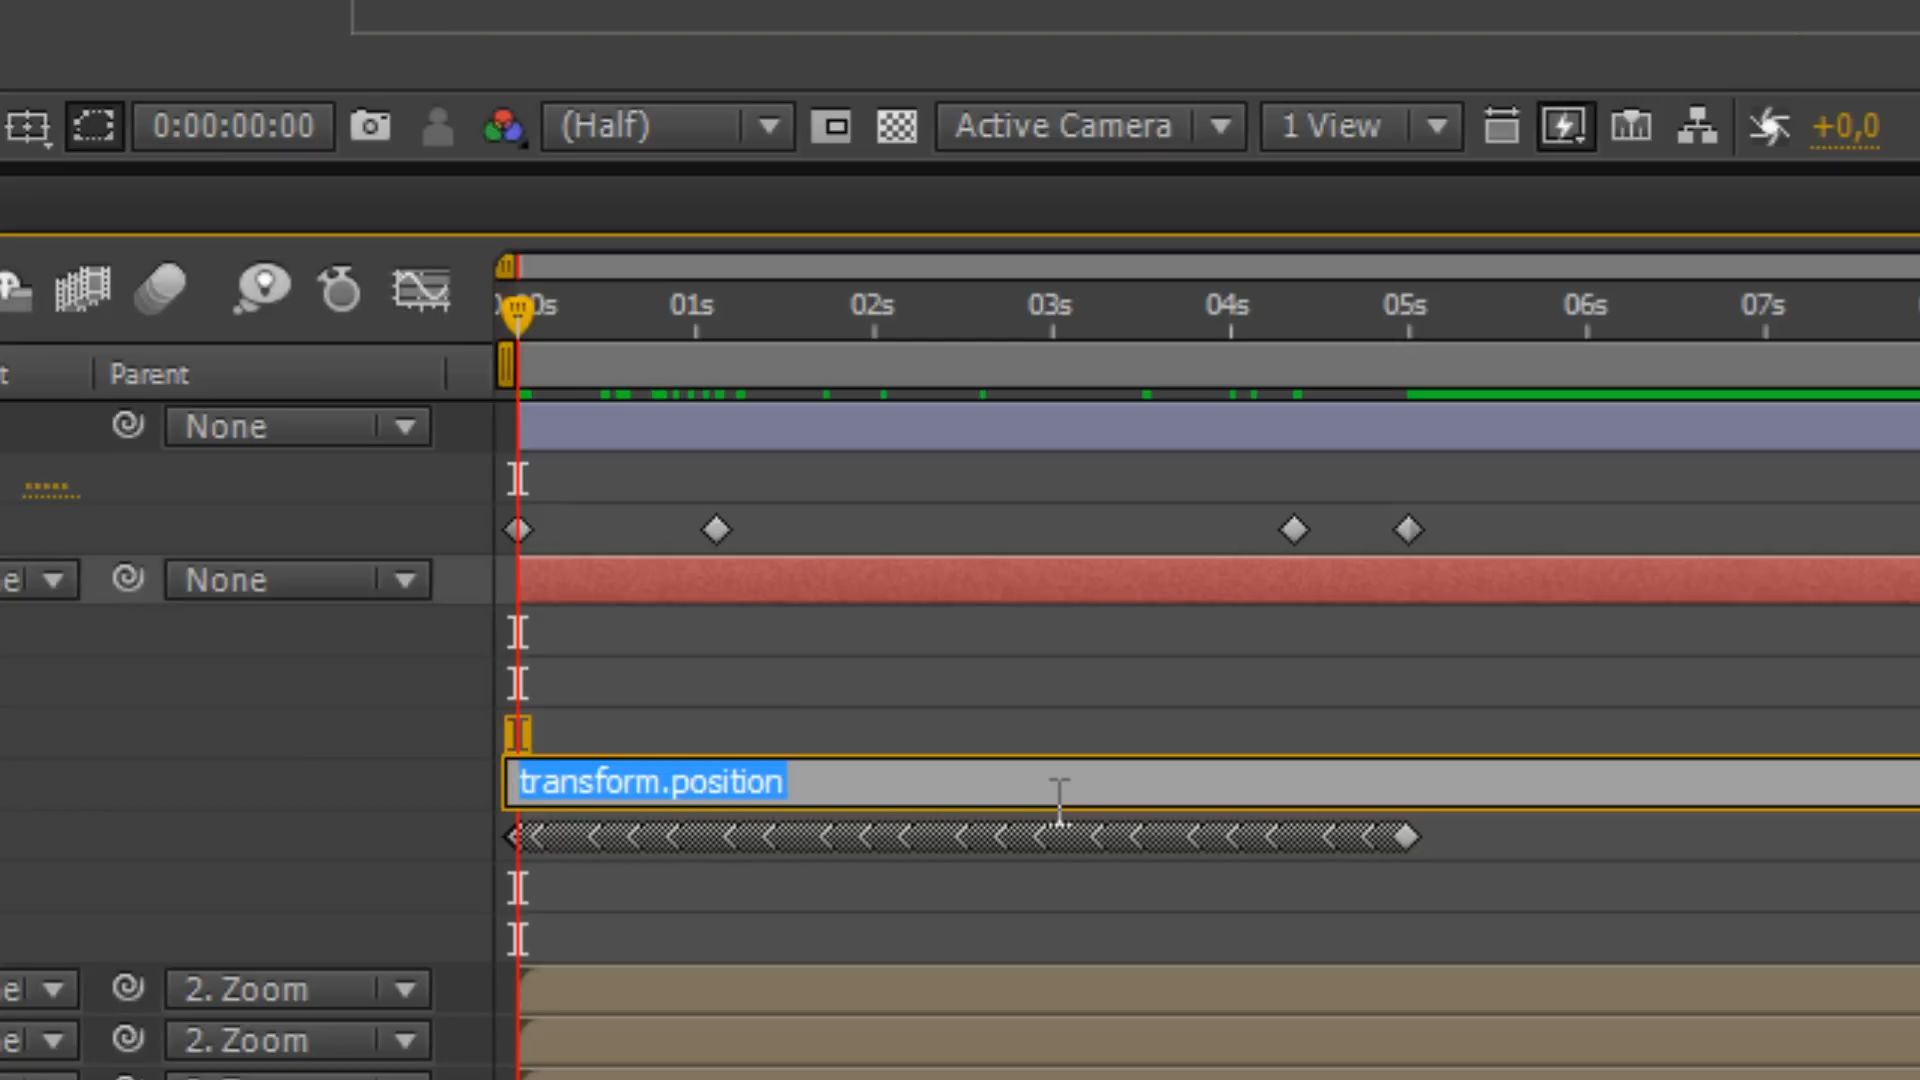 0:00:00:00 (Half) Active Camera 1 View +0,0
01s 02s 03s 04s 05s 06s 07s
Parent
None
None
transform.position
2. Zoom
2. Zoom